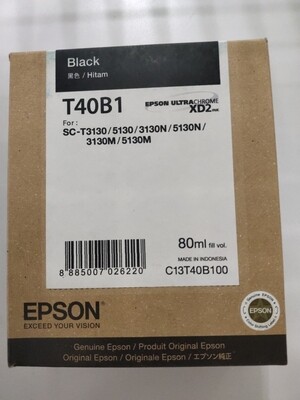 Black
黑色 / Hitam
T40B1
EPSON ULTRACHROME XD2
For :
SC-T3130 / 5130 / 3130N / 5130N /
3130M / 5130M
80ml fill vol.
MADE IN INDONESIA
8 885007 026220
C13T40B100
EPSON
EXCEED YOUR VISION
EPSON
Genuine Epson / Produit Original Epson
Original Epson / Originale Epson / エプソン純正